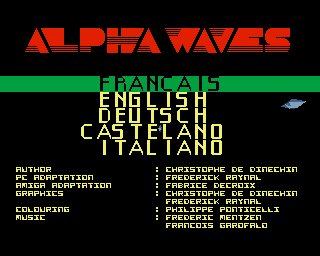 ALPHA WAVES
FRANCAIS
ENGLISH
DEUTSCH
CASTELANO
ITALIANO
AUTHOR : CHRISTOPHE DE DINECHIN
PC ADAPTATION : FREDERICK RAYNAL
AMIGA ADAPTATION : FABRICE DECROIX
GRAPHICS : CHRISTOPHE DE DINECHIN
FREDERICK RAYNAL
COLOURING : PHILIPPE PONTICELLI
MUSIC : FREDERIC MENTZEN
FRANCOIS GAROFALO